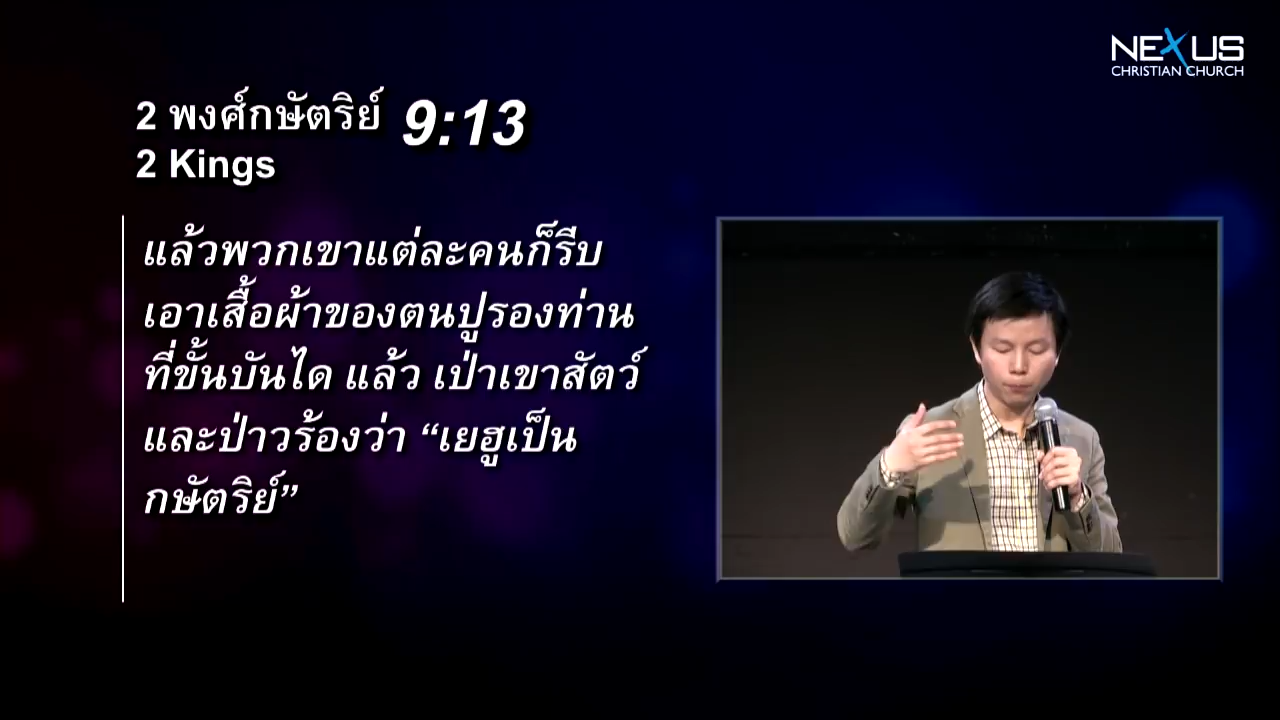 NEXUS
CHRISTIAN CHURCH
2 พงศ์กษัตริย์ 9:13
2 Kings
แล้วพวกเขาแต่ละคนก็รีบ
เอาเสื้อผ้าของตนปูรองท่าน
ที่ขั้นบันได แล้ว เป่าเขาสัตว์
และป่าวร้องว่า “เยฮูเป็น
กษัตริย์”